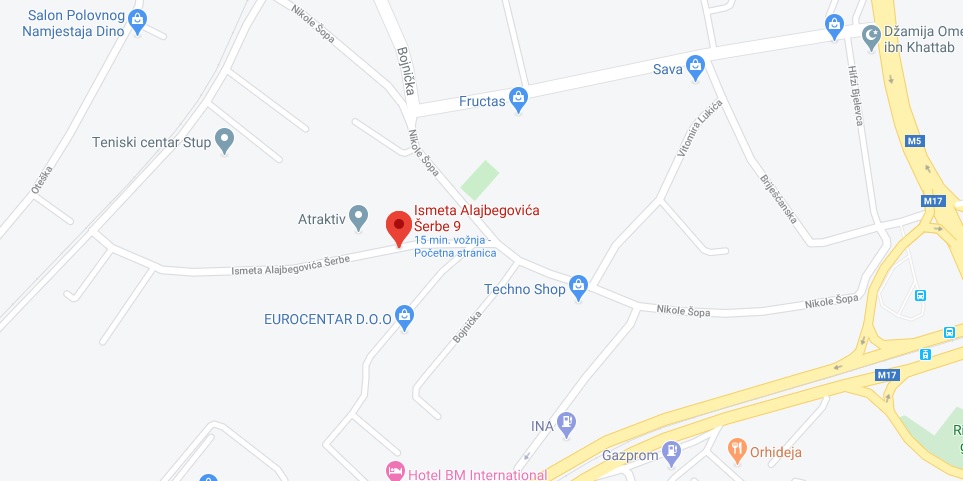 Salon Polovnog
Namjestaja Dino
Nikole Šopa
Bojnička
Džamija Ome
ibn Khattab
Sava
Fructas
Hifzi Bjelevca
Teniski centar Stup
Nikole Šopa
Vitomira Lukića
M5
Oteška
Briješćanska
M17
Atraktiv
Ismeta Alajbegovića
Šerbe 9
15 min. vožnja -
Početna stranica
Ismeta Alajbegovića Šerbe
Techno Shop
Nikole Šopa
Nikole Šopa
EUROCENTAR D.O.O
Bojnička
M17
INA
Gazprom
Orhideja
Ri
g
Hotel BM International